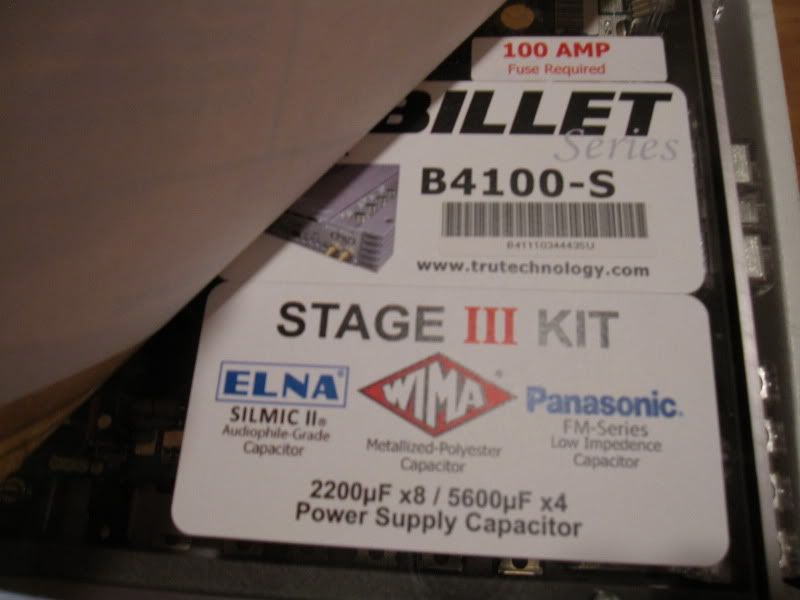 100 AMP
Fuse Required
BILLET
Series
B4100-S
B41110344435U
www.trutechnology.com
STAGE III KIT
ELNA®
SILMIC II®
Audiophile-Grade
Capacitor
WIMA®
Metallized-Polyester
Capacitor
Panasonic®
FM-Series
Low Impedence
Capacitor
2200µF x8 / 5600µF x4
Power Supply Capacitor